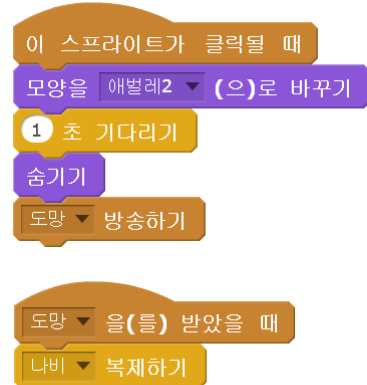 이 스프라이트가 클릭될 때
모양을 애벌레2 (으)로 바꾸기
1 초 기다리기
숨기기
도망 방송하기
도망 을(를) 받았을 때
나비 복제하기